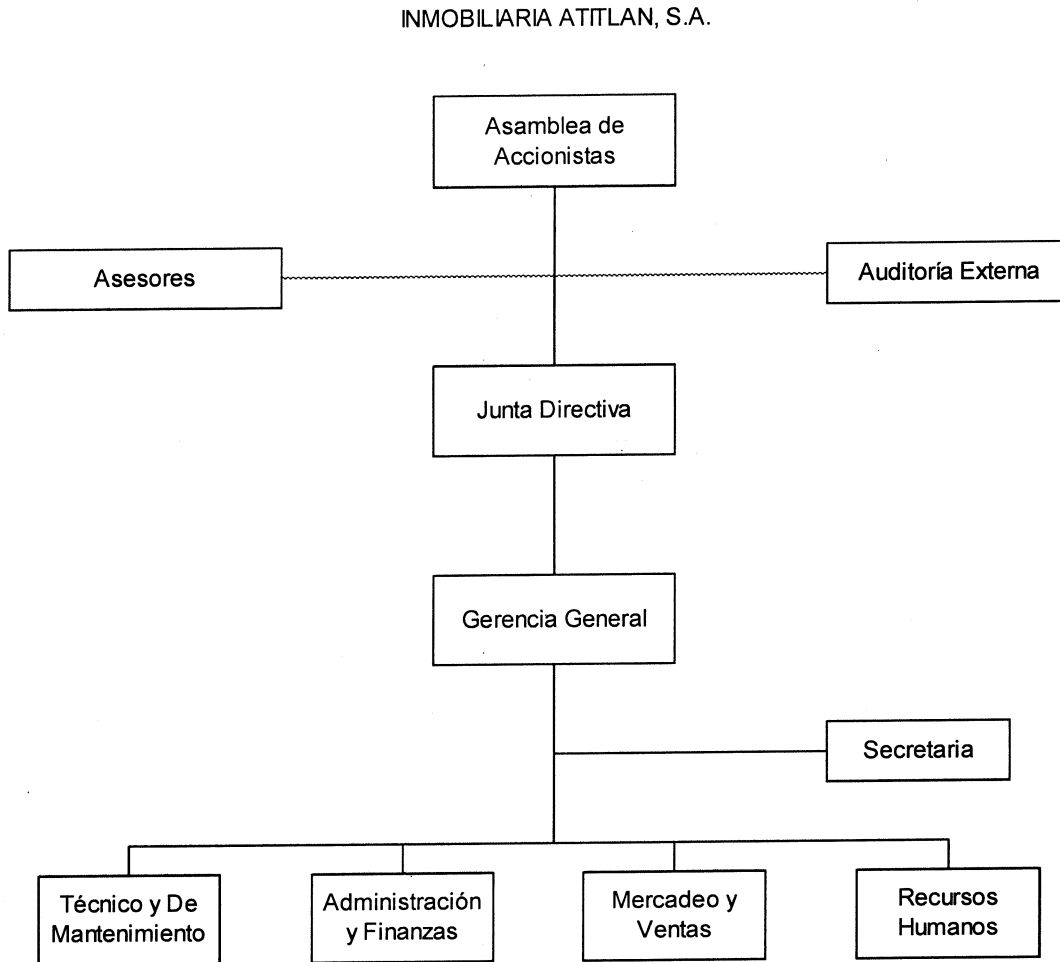 INMOBILIARIA ATITLAN, S.A.
Asamblea de
Accionistas
Asesores
Auditoría Externa
Junta Directiva
Gerencia General
Secretaria
Técnico y De
Mantenimiento
Administración
y Finanzas
Mercadeo y
Ventas
Recursos
Humanos